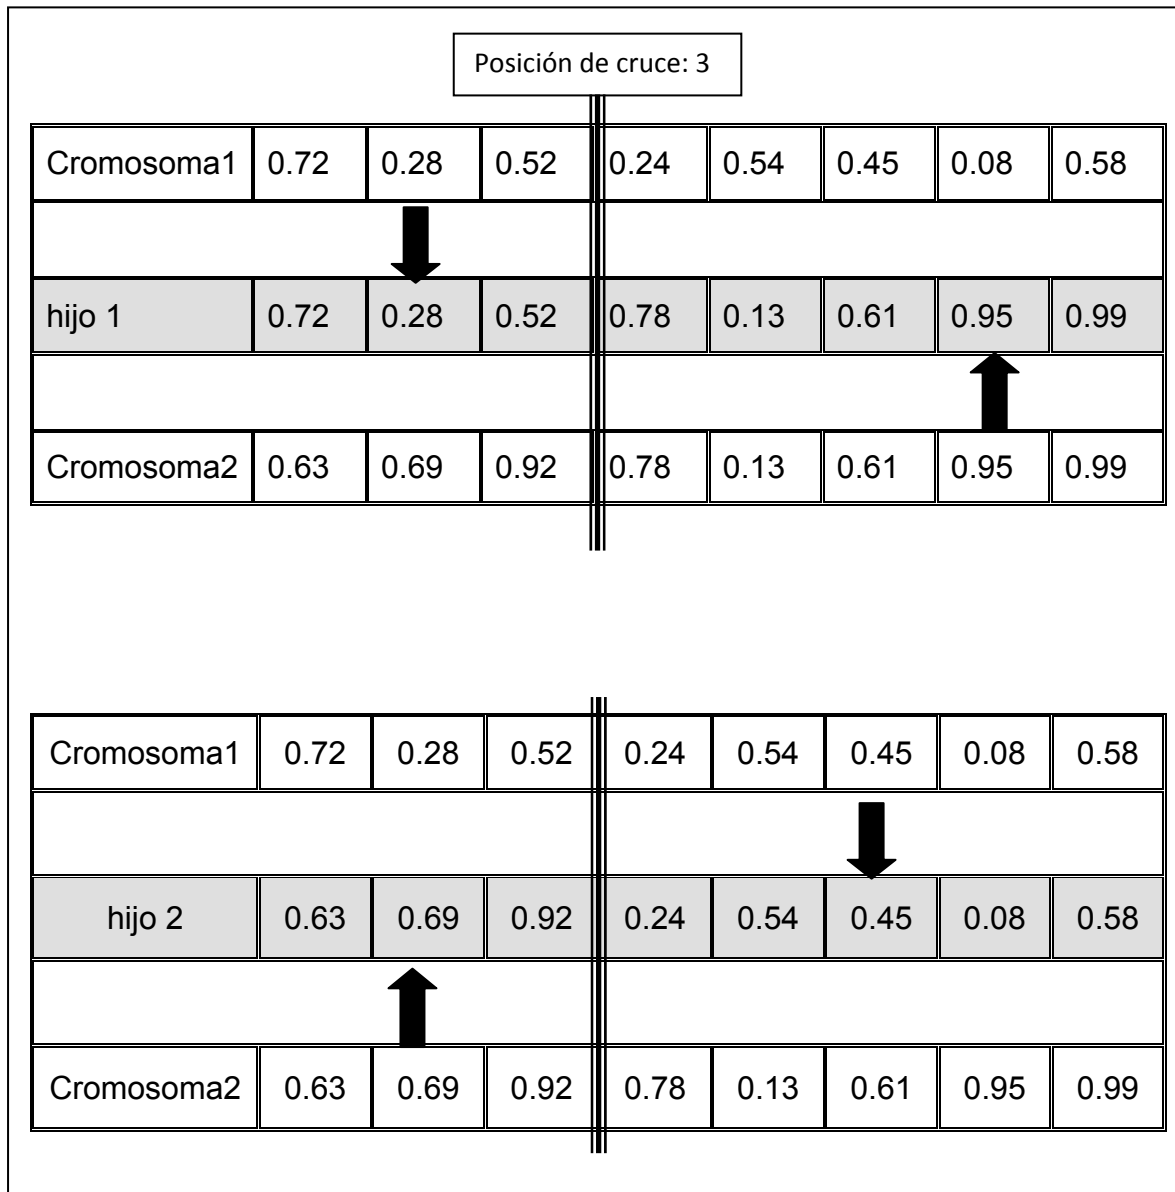 Posición de cruce: 3
Cromosoma1 0.72 0.28 0.52 0.24 0.54 0.45 0.08 0.58
hijo 1 0.72 0.28 0.52 0.78 0.13 0.61 0.95 0.99
Cromosoma2 0.63 0.69 0.92 0.78 0.13 0.61 0.95 0.99
Cromosoma1 0.72 0.28 0.52 0.24 0.54 0.45 0.08 0.58
hijo 2 0.63 0.69 0.92 0.24 0.54 0.45 0.08 0.58
Cromosoma2 0.63 0.69 0.92 0.78 0.13 0.61 0.95 0.99